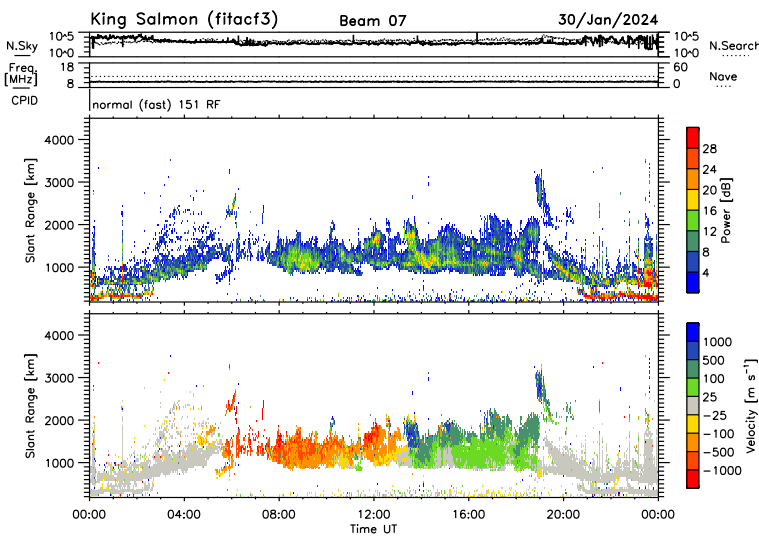 King Salmon (fitacf3) Beam 07 30/Jan/2024
N.Sky 10^5 10^0 10^5 10^0 N.Search
Freq. [MHz] 18 8 60 0 Nave
CPID normal (fast) 151 RF
Slant Range [km] 4000 3000 2000 1000
Power [dB] 28 24 20 16 12 8 4
Slant Range [km] 4000 3000 2000 1000
Velocity [m s⁻¹] 1000 500 100 25 −25 −100 −500 −1000
00:00 04:00 08:00 12:00 16:00 20:00 00:00
Time UT